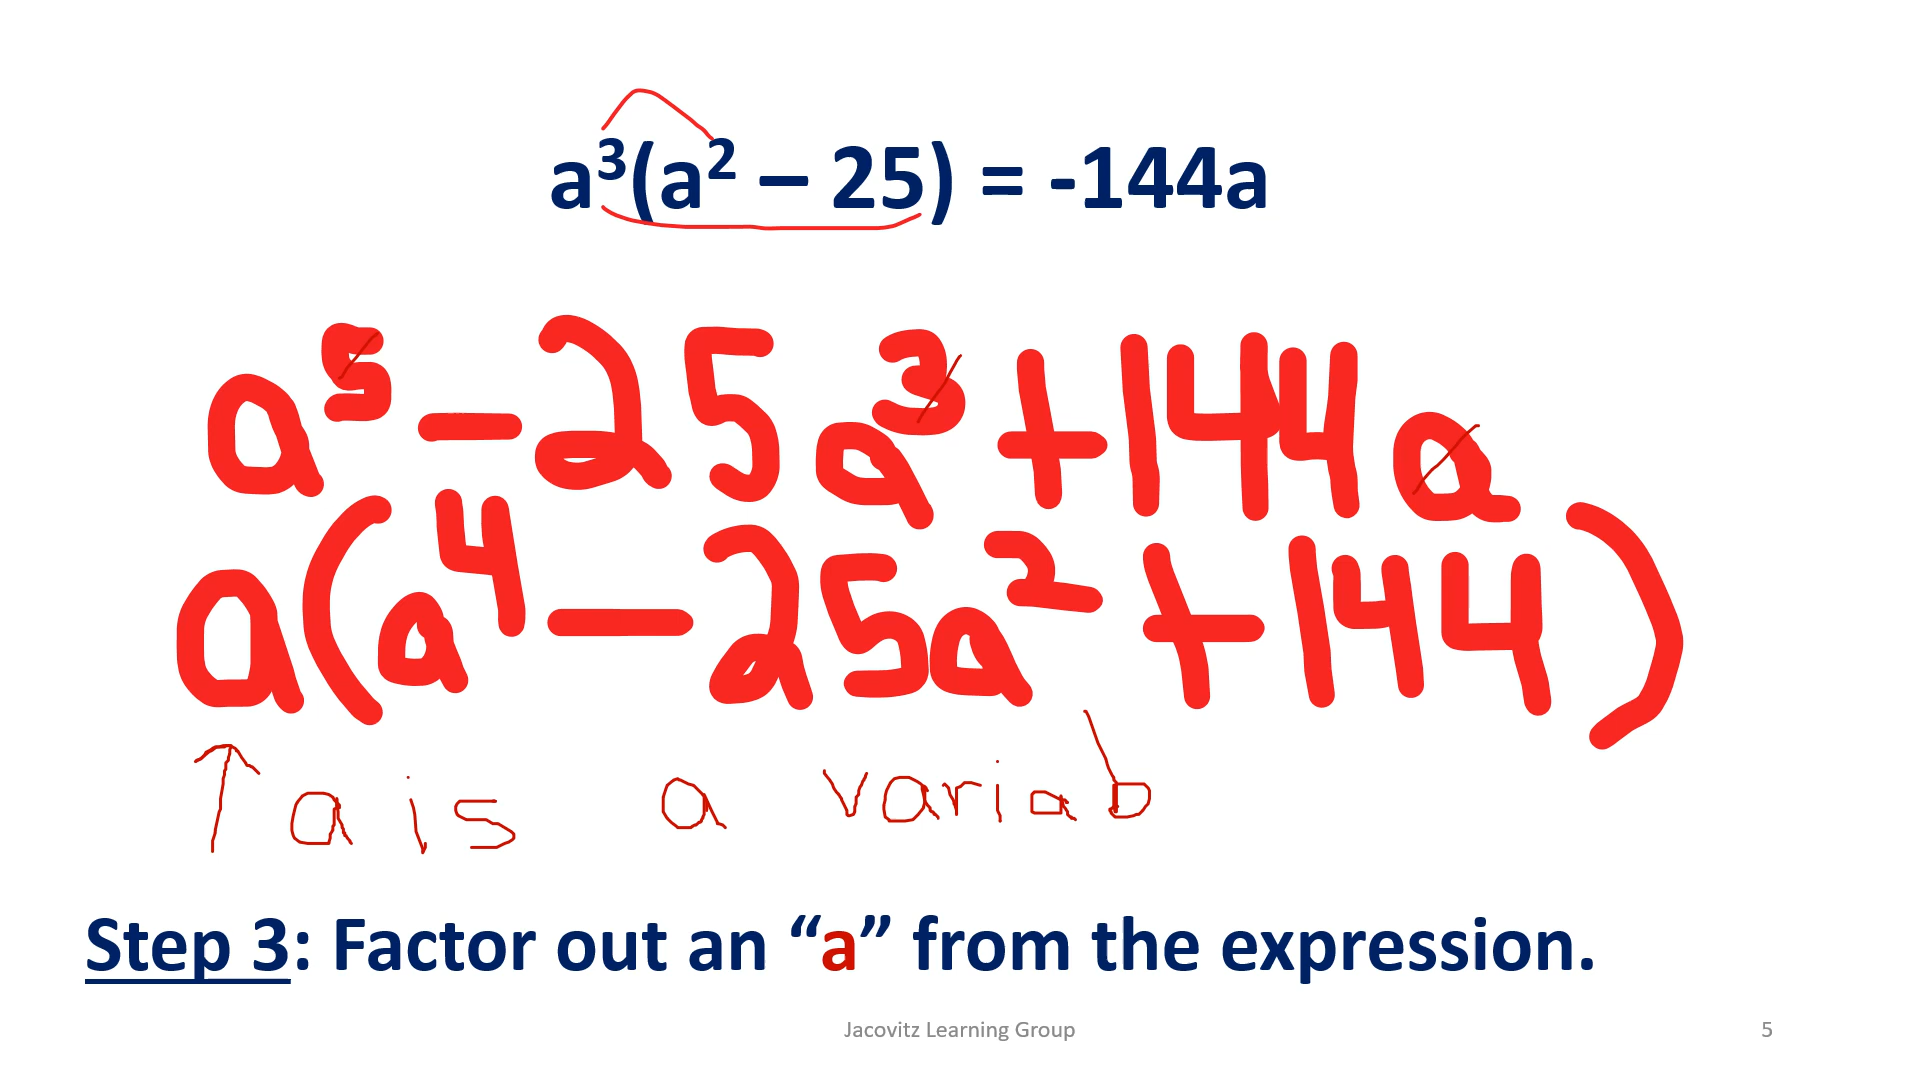 a³(a² – 25) = -144a
a⁵ - 25a³ + 144a
a(a⁴ - 25a² + 144)
↑ a is a variab
Step 3: Factor out an “a” from the expression.
Jacovitz Learning Group 5